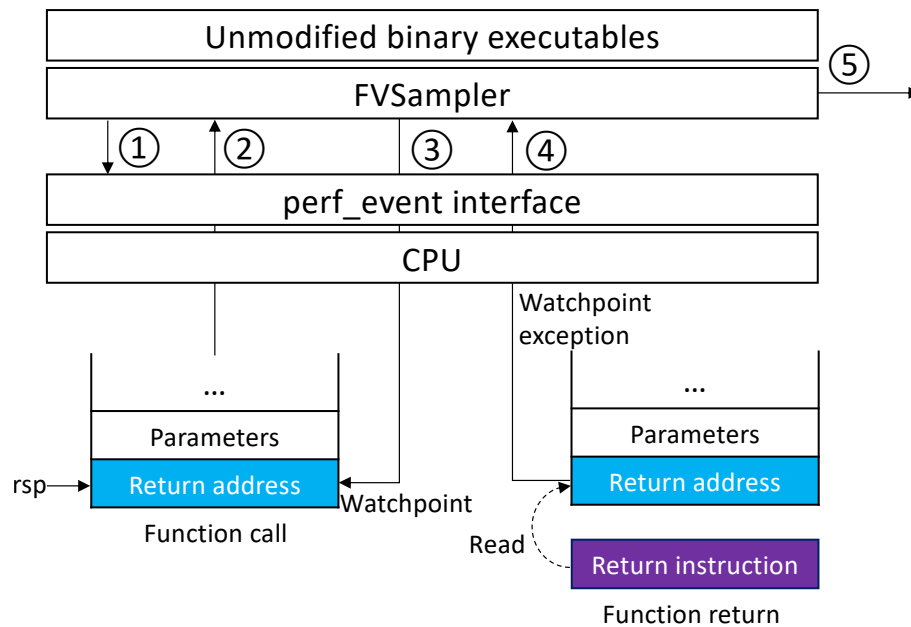 Unmodified binary executables
⑤
FVSampler
①
②
③
④
perf_event interface
CPU
Watchpoint
exception
...
...
Parameters
Parameters
rsp
Return address
Return address
Watchpoint
Function call
Read
Return instruction
Function return